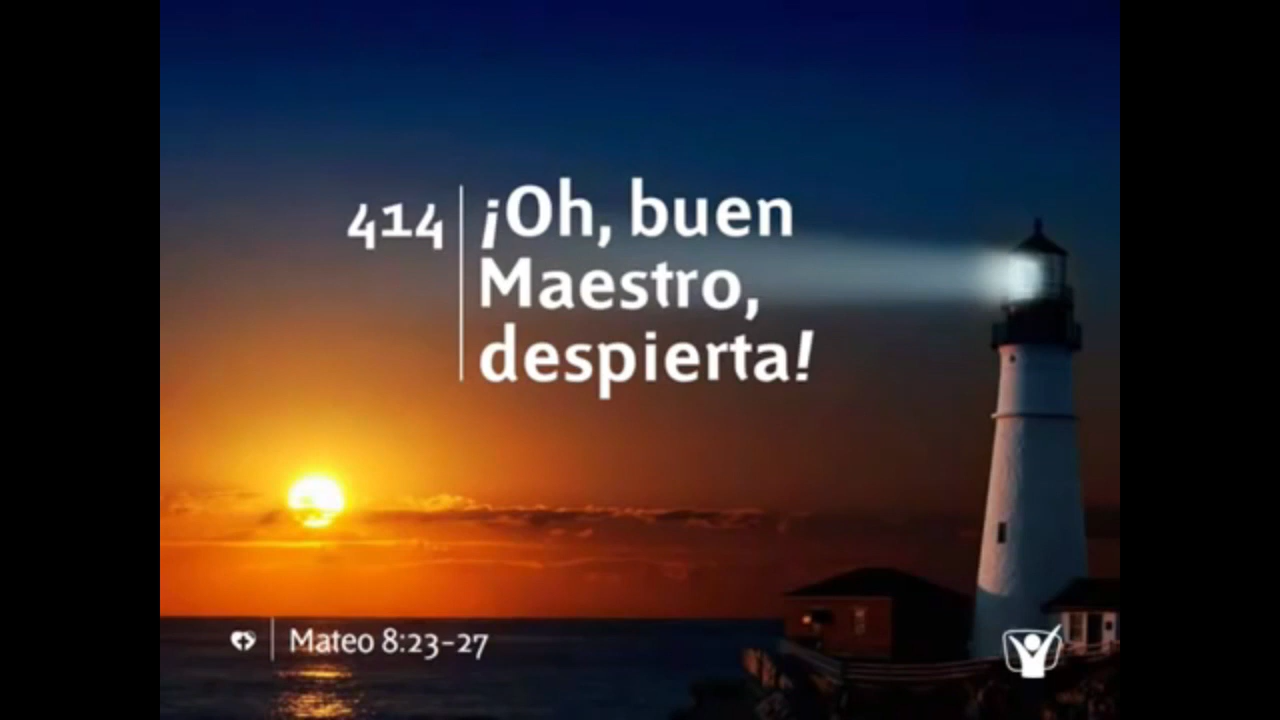 414
¡Oh, buen
Maestro,
despierta!
Mateo 8:23-27